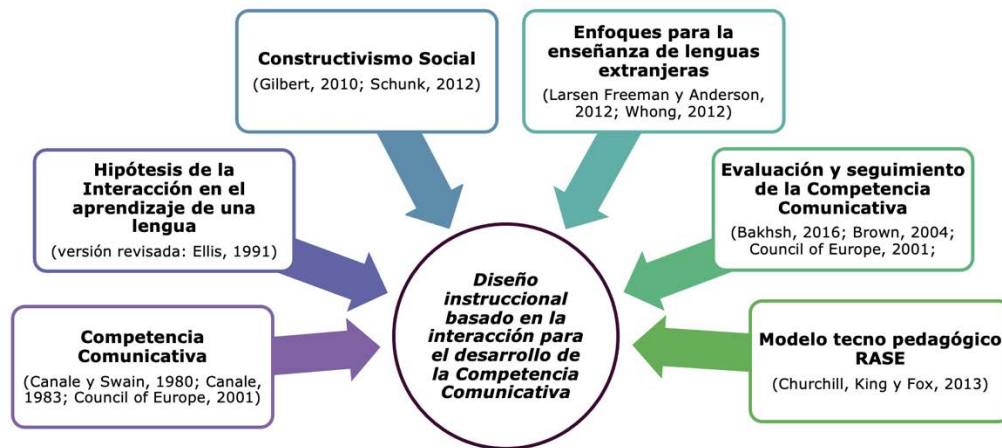 Constructivismo Social
(Gilbert, 2010; Schunk, 2012)
Enfoques para la
enseñanza de lenguas
extranjeras
(Larsen Freeman y Anderson,
2012; Whong, 2012)
Hipótesis de la
Interacción en el
aprendizaje de una
lengua
(versión revisada: Ellis, 1991)
Evaluación y seguimiento
de la Competencia
Comunicativa
(Bakhsh, 2016; Brown, 2004;
Council of Europe, 2001;
Competencia
Comunicativa
(Canale y Swain, 1980; Canale,
1983; Council of Europe, 2001)
Diseño
instruccional
basado en la
interacción para
el desarrollo de
la Competencia
Comunicativa
Modelo tecno pedagógico
RASE
(Churchill, King y Fox, 2013)